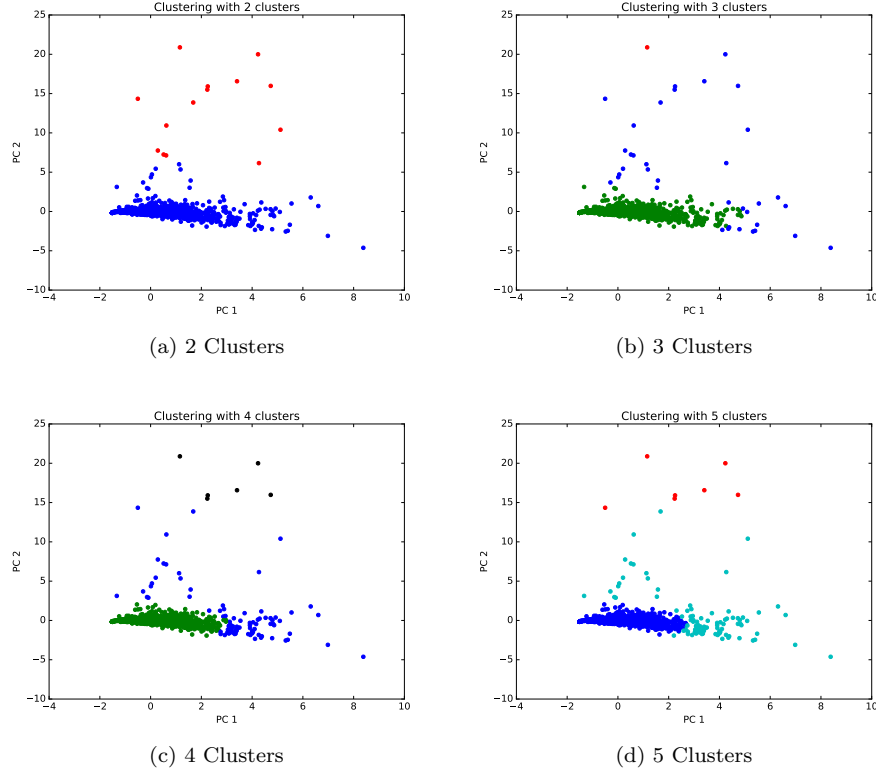 Clustering with 2 clusters
25
20
15
10
5
0
−5
−10
−4 −2 0 2 4 6 8 10
PC 2
PC 1
(a) 2 Clusters
Clustering with 3 clusters
25
20
15
10
5
0
−5
−10
−4 −2 0 2 4 6 8 10
PC 2
PC 1
(b) 3 Clusters
Clustering with 4 clusters
25
20
15
10
5
0
−5
−10
−4 −2 0 2 4 6 8 10
PC 2
PC 1
(c) 4 Clusters
Clustering with 5 clusters
25
20
15
10
5
0
−5
−10
−4 −2 0 2 4 6 8 10
PC 2
PC 1
(d) 5 Clusters